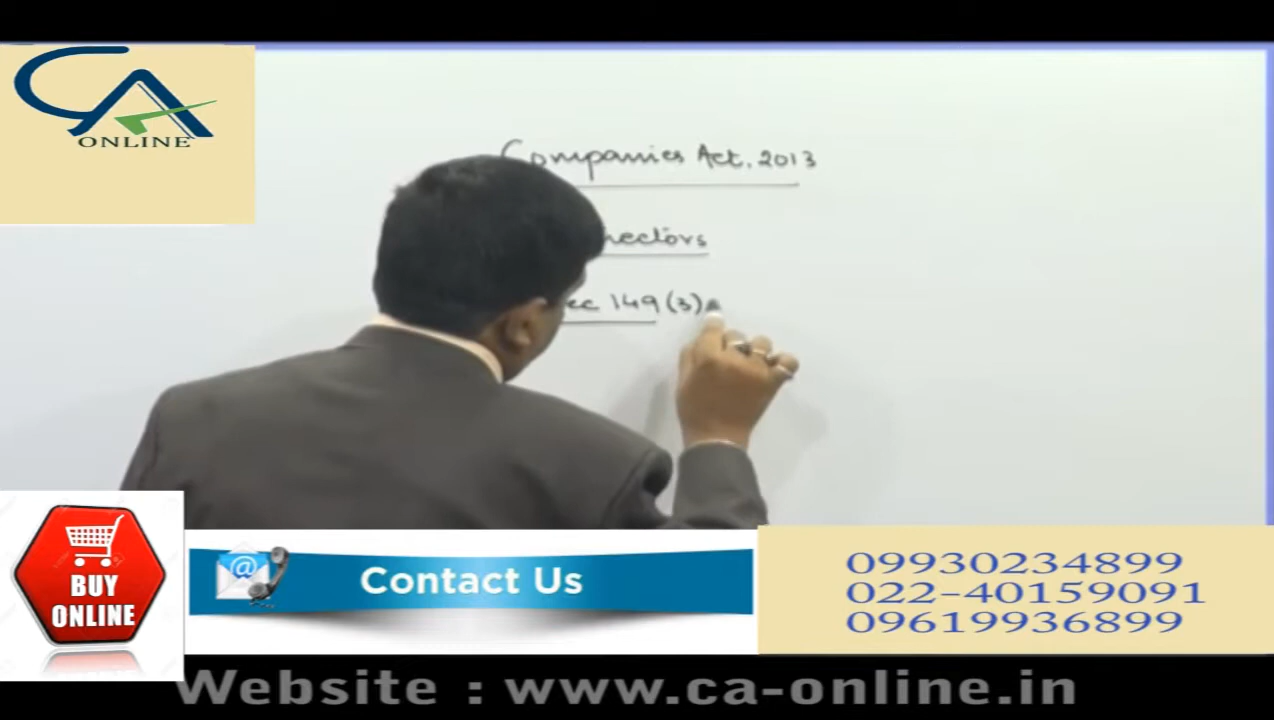 CA
ONLINE
Companies Act, 2013
rectors
ec 149 (3)
BUY
ONLINE
@
Contact Us
09930234899
022-40159091
09619936899
Website : www.ca-online.in